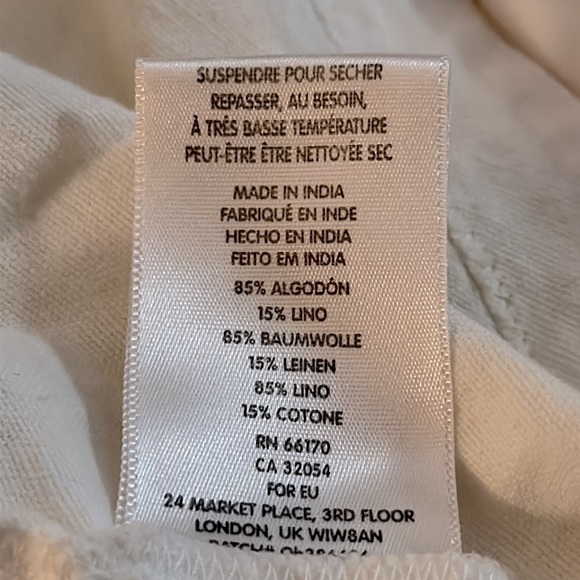 SUSPENDRE POUR SECHER
REPASSER, AU BESOIN,
À TRÈS BASSE TEMPÉRATURE
PEUT-ÊTRE ÊTRE NETTOYÉE SEC
MADE IN INDIA
FABRIQUÉ EN INDE
HECHO EN INDIA
FEITO EM INDIA
85% ALGODÓN
15% LINO
85% BAUMWOLLE
15% LEINEN
85% LINO
15% COTONE
RN 66170
CA 32054
FOR EU
24 MARKET PLACE, 3RD FLOOR
LONDON, UK WIW8AN
BATCH#